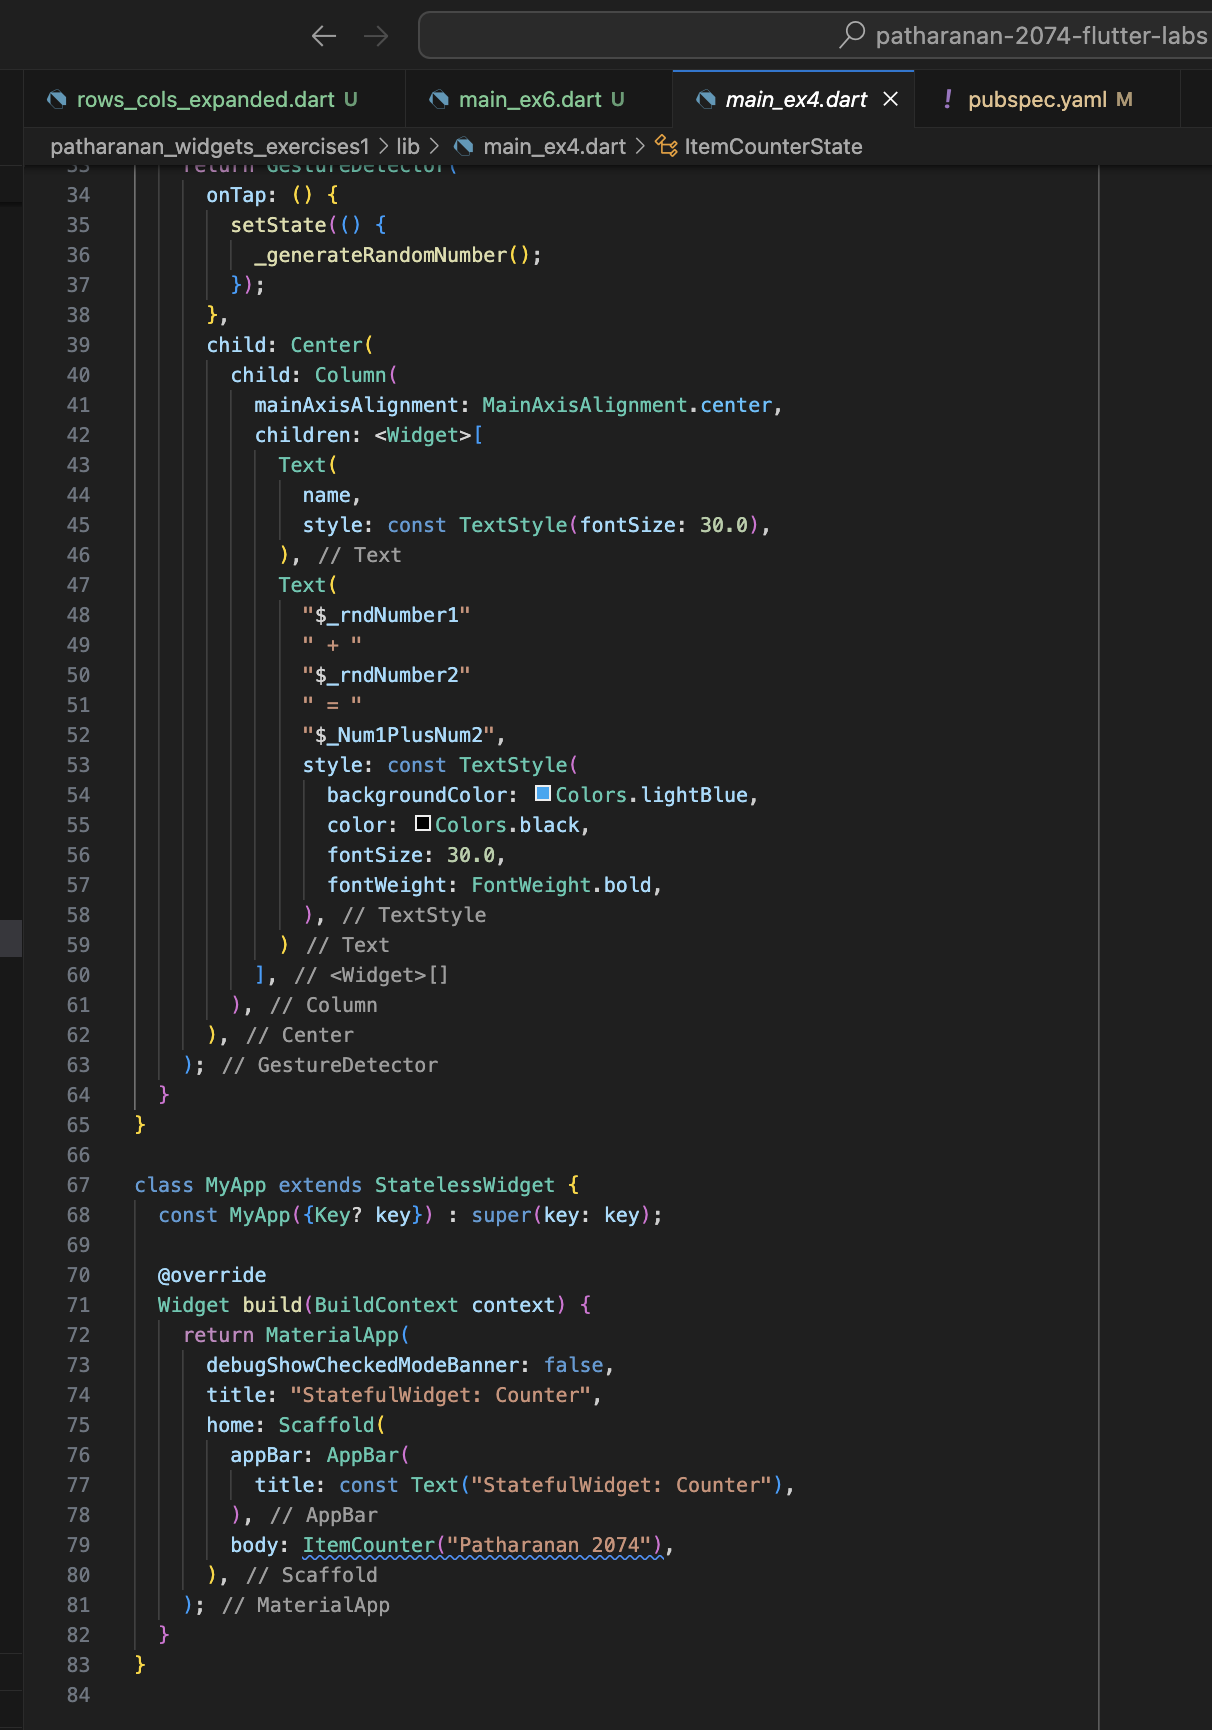 patharanan-2074-flutter-labs
rows_cols_expanded.dart U
main_ex6.dart U
main_ex4.dart
! pubspec.yaml M
patharanan_widgets_exercises1 > lib > main_ex4.dart > ItemCounterState
33 return GestureDetector(
34 onTap: () {
35 setState(() {
36 _generateRandomNumber();
37 });
38 },
39 child: Center(
40 child: Column(
41 mainAxisAlignment: MainAxisAlignment.center,
42 children: <Widget>[
43 Text(
44 name,
45 style: const TextStyle(fontSize: 30.0),
46 ), // Text
47 Text(
48 "$_rndNumber1"
49 " + "
50 "$_rndNumber2"
51 " = "
52 "$_Num1PlusNum2",
53 style: const TextStyle(
54 backgroundColor: Colors.lightBlue,
55 color: Colors.black,
56 fontSize: 30.0,
57 fontWeight: FontWeight.bold,
58 ), // TextStyle
59 ) // Text
60 ], // <Widget>[]
61 ), // Column
62 ), // Center
63 ); // GestureDetector
64 }
65 }
66
67 class MyApp extends StatelessWidget {
68 const MyApp({Key? key}) : super(key: key);
69
70 @override
71 Widget build(BuildContext context) {
72 return MaterialApp(
73 debugShowCheckedModeBanner: false,
74 title: "StatefulWidget: Counter",
75 home: Scaffold(
76 appBar: AppBar(
77 title: const Text("StatefulWidget: Counter"),
78 ), // AppBar
79 body: ItemCounter("Patharanan 2074"),
80 ), // Scaffold
81 ); // MaterialApp
82 }
83 }
84